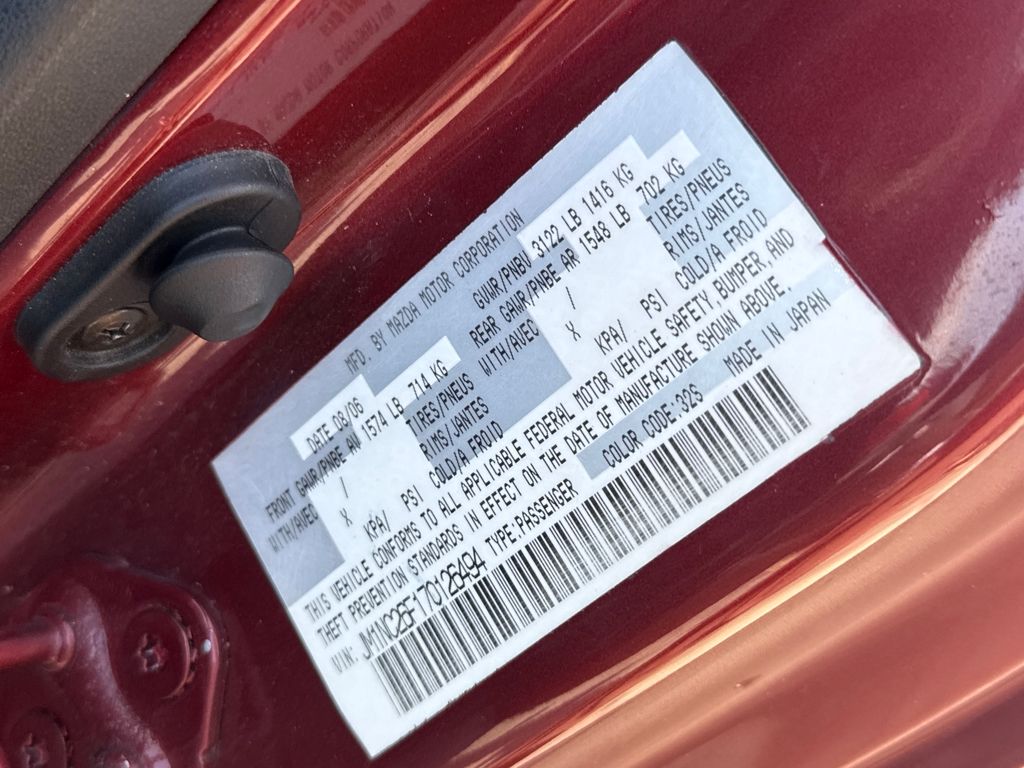 MFD. BY MAZDA MOTOR CORPORATION
DATE 08/06 GVWR/PNBV 3122 LB 1416 KG
FRONT GAWR/PNBE AV 1574 LB 714 KG REAR GAWR/PNBE AR 1548 LB 702 KG
WITH/AVEC / TIRES/PNEUS WITH/AVEC / TIRES/PNEUS
X RIMS/JANTES X RIMS/JANTES
KPA/ PSI COLD/A FROID KPA/ PSI COLD/A FROID
THIS VEHICLE CONFORMS TO ALL APPLICABLE FEDERAL MOTOR VEHICLE SAFETY, BUMPER AND
THEFT PREVENTION STANDARDS IN EFFECT ON THE DATE OF MANUFACTURE SHOWN ABOVE.
VIN: JM1NC26F170126494 TYPE:PASSENGER COLOR CODE:32S MADE IN JAPAN